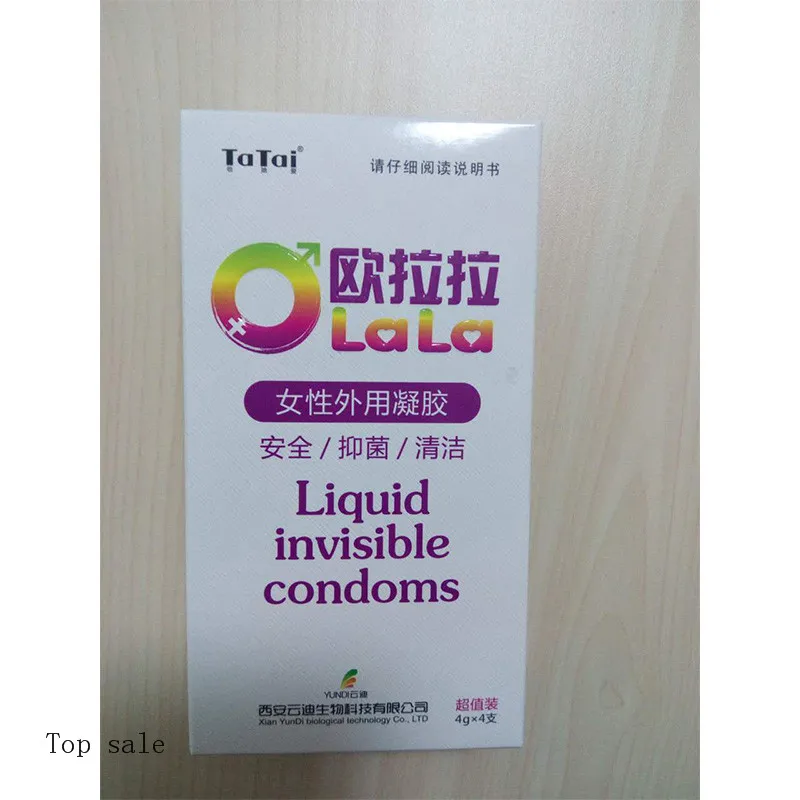 TaTai®
请仔细阅读说明书
欧拉拉
LaLa
女性外用凝胶
安全/抑菌/清洁
Liquid
invisible
condoms
YUNDI云迪
西安云迪生物科技有限公司
Xian YunDi biological technology Co., LTD
超值装
4g×4支
Top sale